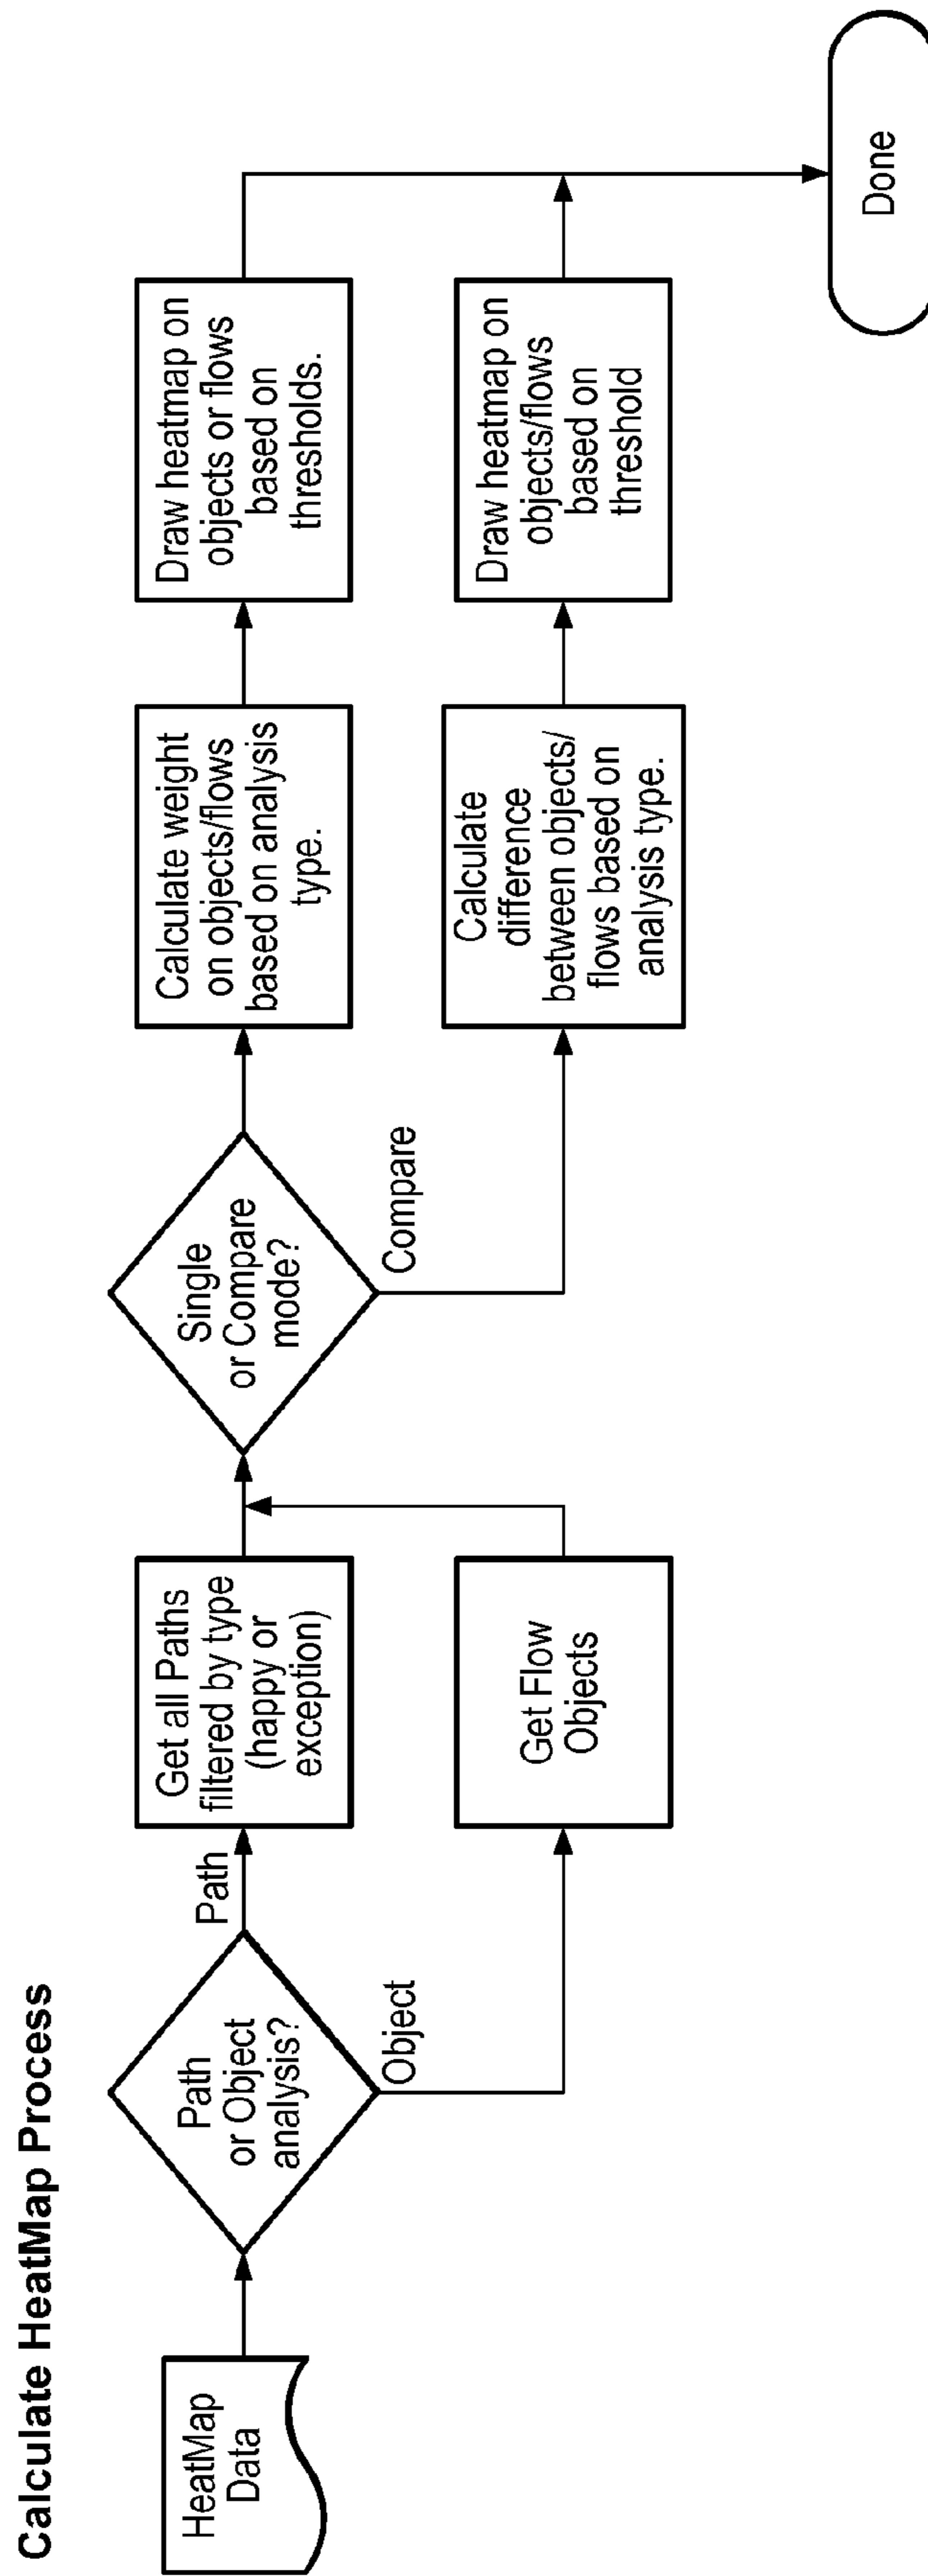 Calculate HeatMap Process
HeatMap
Data
Path
or Object
analysis?
Path
Object
Get all Paths
filtered by type
(happy or
exception)
Get Flow
Objects
Single
or Compare
mode?
Compare
Calculate weight
on objects/flows
based on analysis
type.
Calculate
difference
between objects/
flows based on
analysis type.
Draw heatmap on
objects or flows
based on
thresholds.
Draw heatmap on
objects/flows
based on
threshold
Done